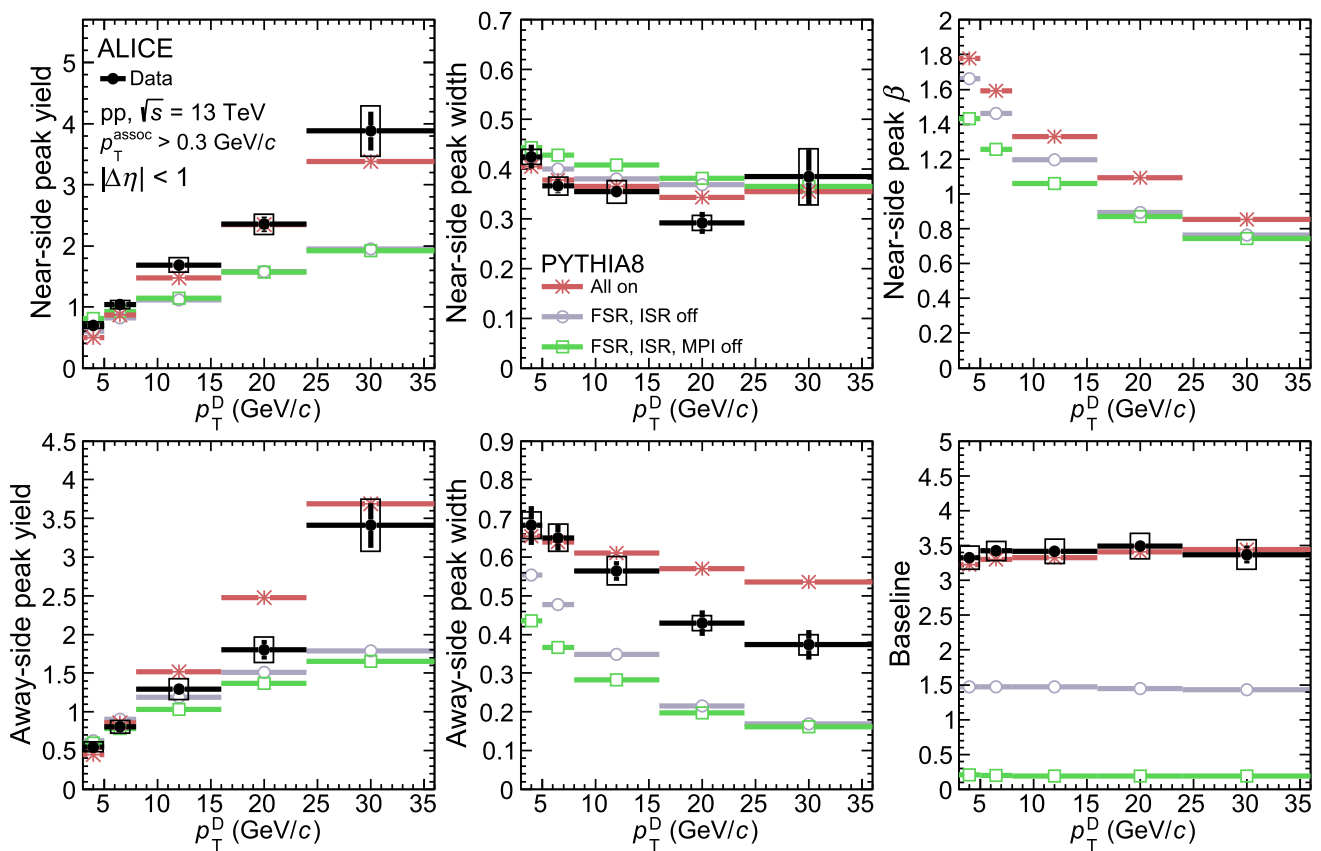 Near-side peak yield
5
4
3
2
1
0
ALICE
Data
pp, √s = 13 TeV
p_T^assoc > 0.3 GeV/c
|Δη| < 1
5 10 15 20 25 30 35
p_T^D (GeV/c)
Near-side peak width
0.7
0.6
0.5
0.4
0.3
0.2
0.1
0
PYTHIA8
All on
FSR, ISR off
FSR, ISR, MPI off
5 10 15 20 25 30 35
p_T^D (GeV/c)
Near-side peak β
2
1.8
1.6
1.4
1.2
1
0.8
0.6
0.4
0.2
0
5 10 15 20 25 30 35
p_T^D (GeV/c)
Away-side peak yield
4.5
4
3.5
3
2.5
2
1.5
1
0.5
0
5 10 15 20 25 30 35
p_T^D (GeV/c)
Away-side peak width
0.9
0.8
0.7
0.6
0.5
0.4
0.3
0.2
0.1
0
5 10 15 20 25 30 35
p_T^D (GeV/c)
Baseline
5
4.5
4
3.5
3
2.5
2
1.5
1
0.5
0
5 10 15 20 25 30 35
p_T^D (GeV/c)